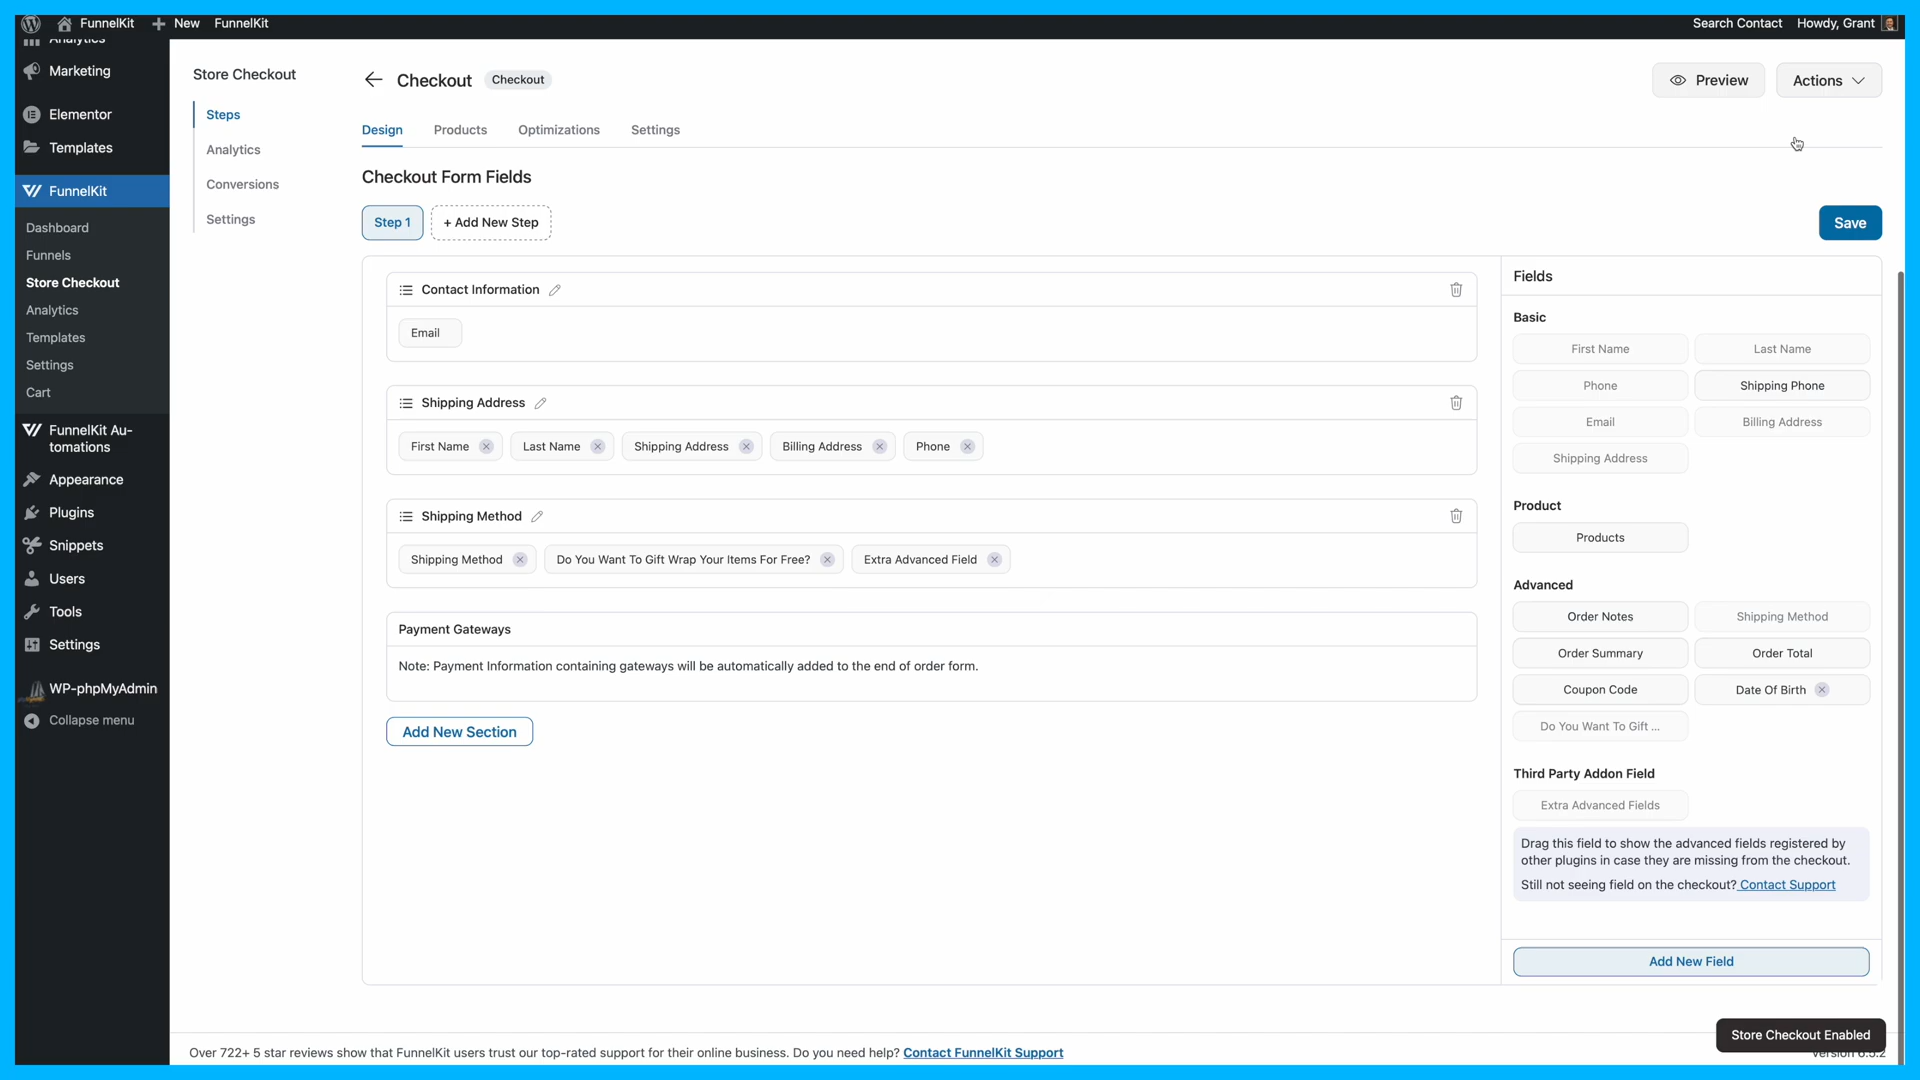 FunnelKit
New
FunnelKit
Search Contact
Howdy, Grant
Analytics
Marketing
Elementor
Templates
FunnelKit
Dashboard
Funnels
Store Checkout
Analytics
Templates
Settings
Cart
FunnelKit Au-
tomations
Appearance
Plugins
Snippets
Users
Tools
Settings
WP-phpMyAdmin
Collapse menu
Store Checkout
Steps
Analytics
Conversions
Settings
Checkout
Checkout
Preview
Actions
Design
Products
Optimizations
Settings
Checkout Form Fields
Step 1
+ Add New Step
Save
Contact Information
Email
Shipping Address
First Name
Last Name
Shipping Address
Billing Address
Phone
Shipping Method
Shipping Method
Do You Want To Gift Wrap Your Items For Free?
Extra Advanced Field
Payment Gateways
Note: Payment Information containing gateways will be automatically added to the end of order form.
Add New Section
Fields
Basic
First Name
Last Name
Phone
Shipping Phone
Email
Billing Address
Shipping Address
Product
Products
Advanced
Order Notes
Shipping Method
Order Summary
Order Total
Coupon Code
Date Of Birth
Do You Want To Gift ...
Third Party Addon Field
Extra Advanced Fields
Drag this field to show the advanced fields registered by
other plugins in case they are missing from the checkout.
Still not seeing field on the checkout? Contact Support
Add New Field
Over 722+ 5 star reviews show that FunnelKit users trust our top-rated support for their online business. Do you need help? Contact FunnelKit Support
Store Checkout Enabled
Version 6.5.2